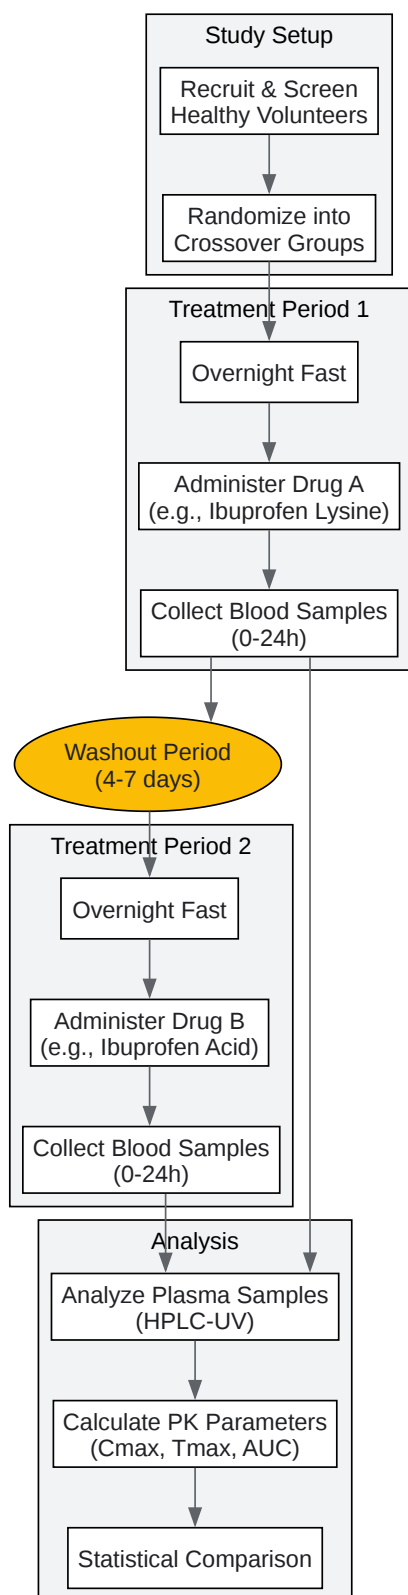 Study Setup
Recruit & Screen
Healthy Volunteers
Randomize into
Crossover Groups
Treatment Period 1
Overnight Fast
Administer Drug A
(e.g., Ibuprofen Lysine)
Collect Blood Samples
(0-24h)
Washout Period
(4-7 days)
Treatment Period 2
Overnight Fast
Administer Drug B
(e.g., Ibuprofen Acid)
Collect Blood Samples
(0-24h)
Analysis
Analyze Plasma Samples
(HPLC-UV)
Calculate PK Parameters
(Cmax, Tmax, AUC)
Statistical Comparison